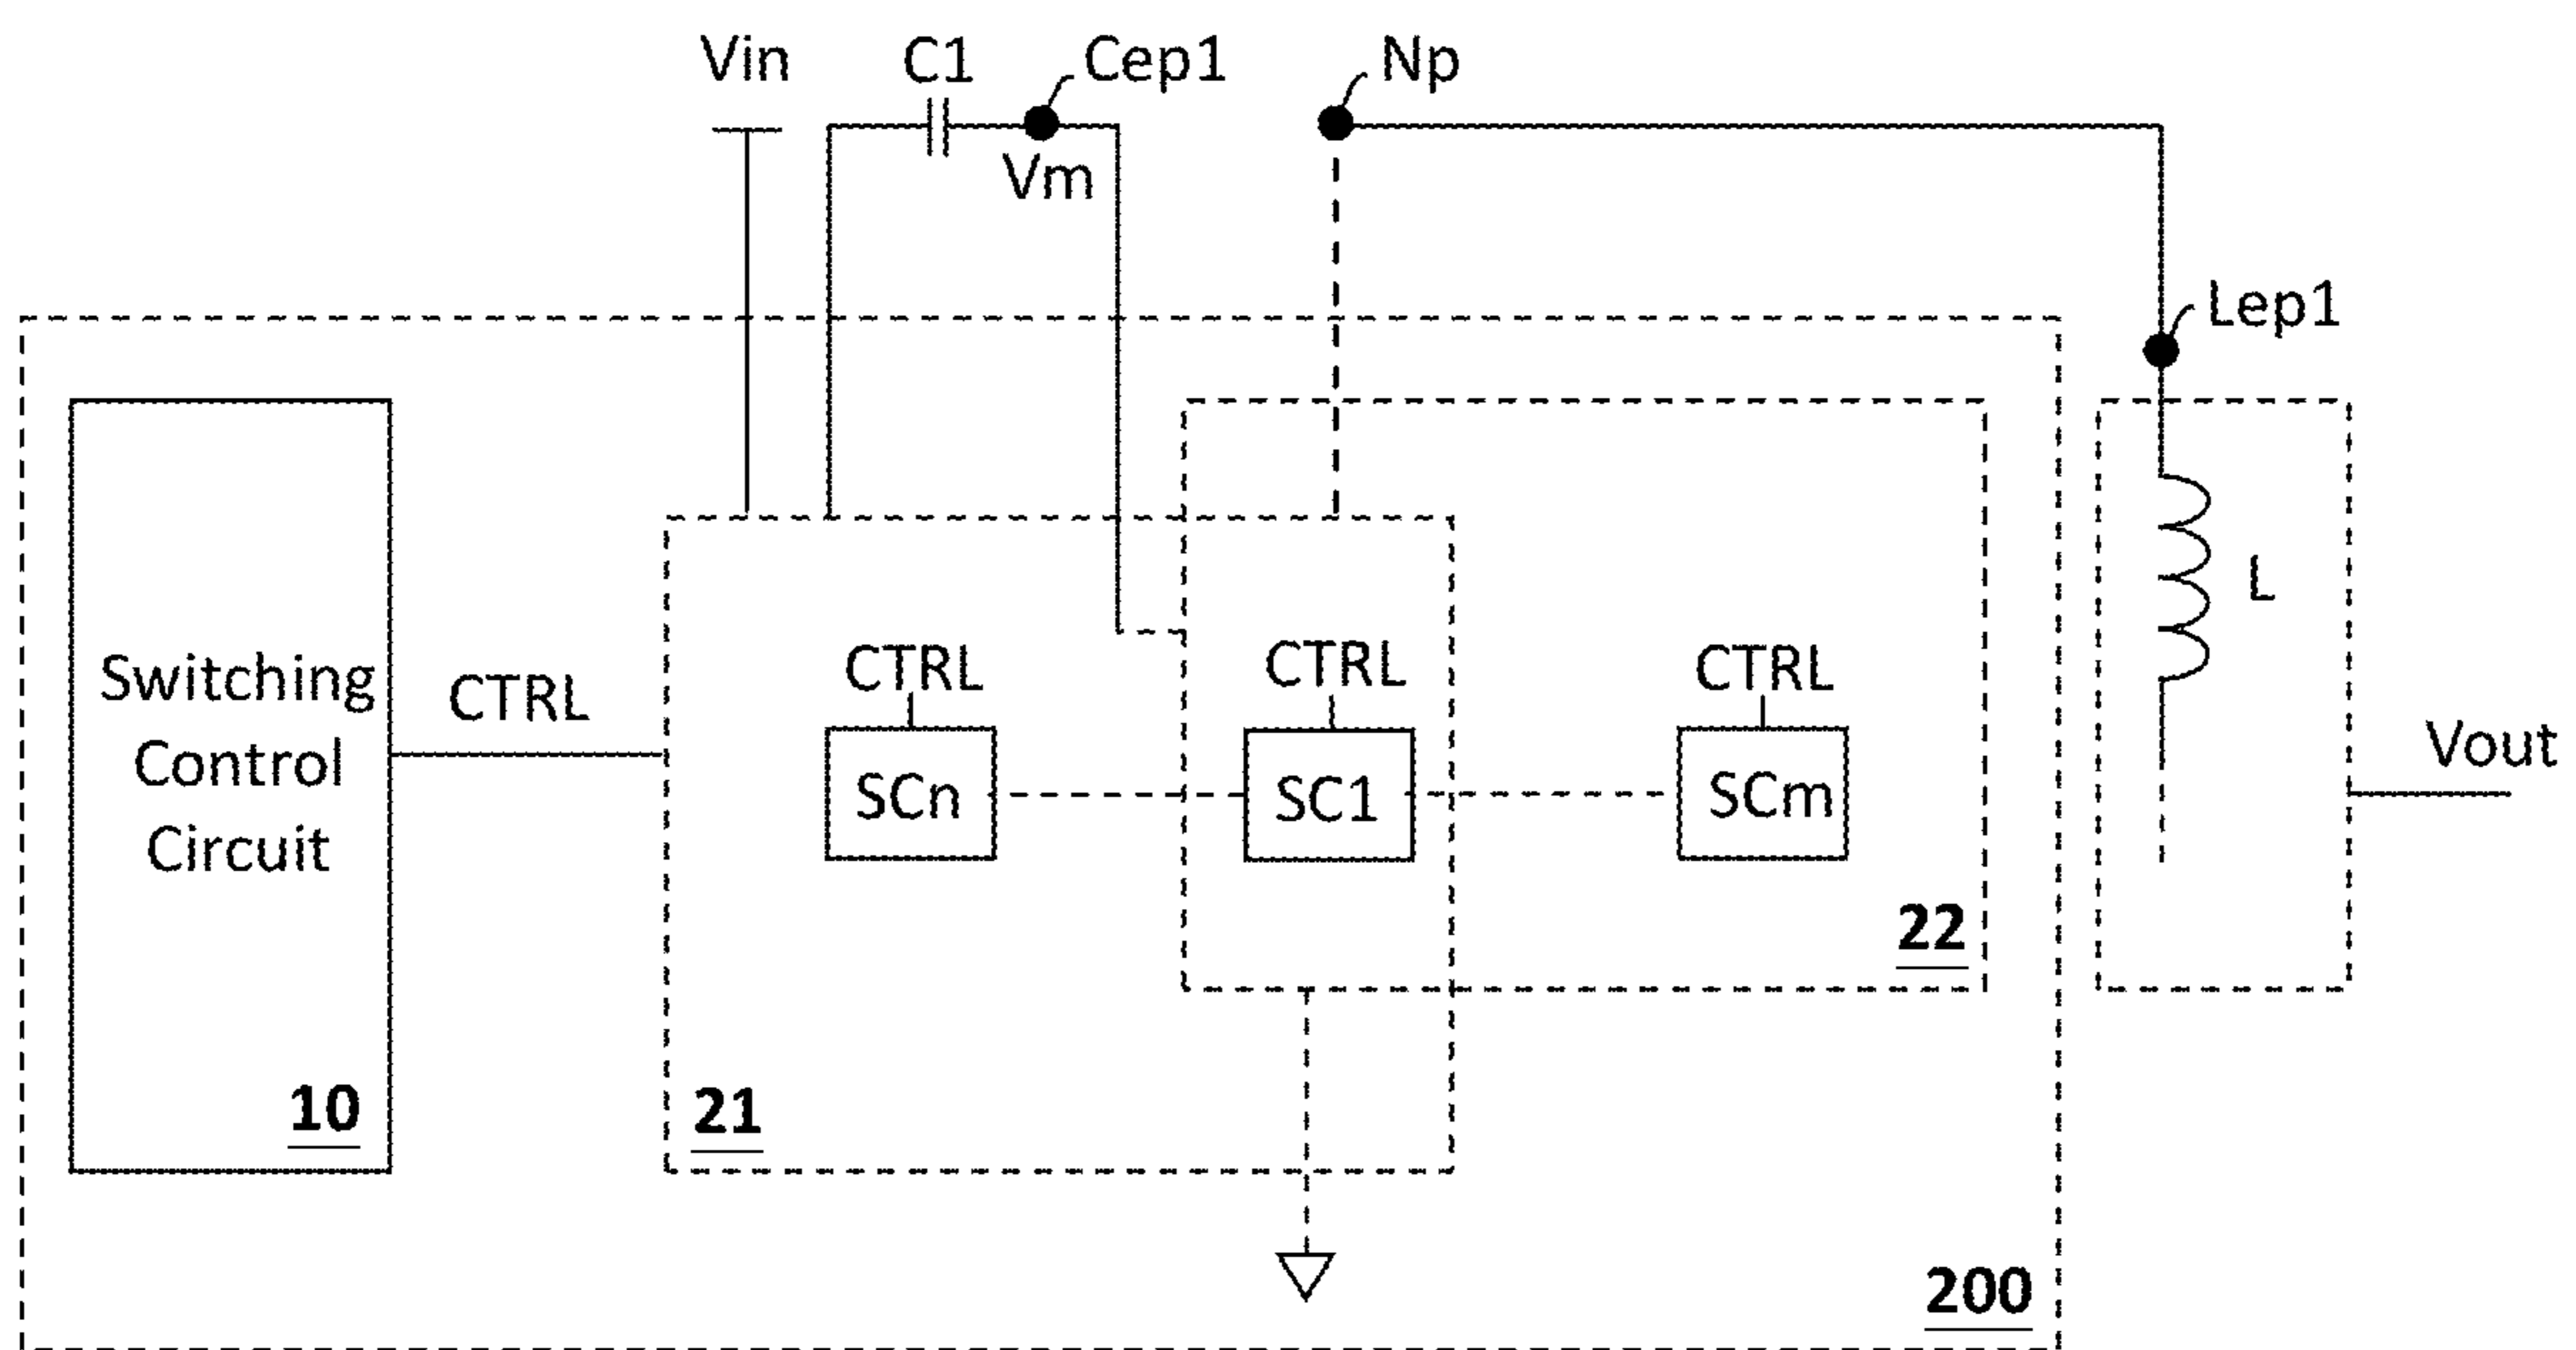 Vin
C1
Cep1
Np
Vm
Lep1
L
Switching
Control
Circuit
CTRL
CTRL
CTRL
CTRL
SCn
SC1
SCm
Vout
22
10
21
200